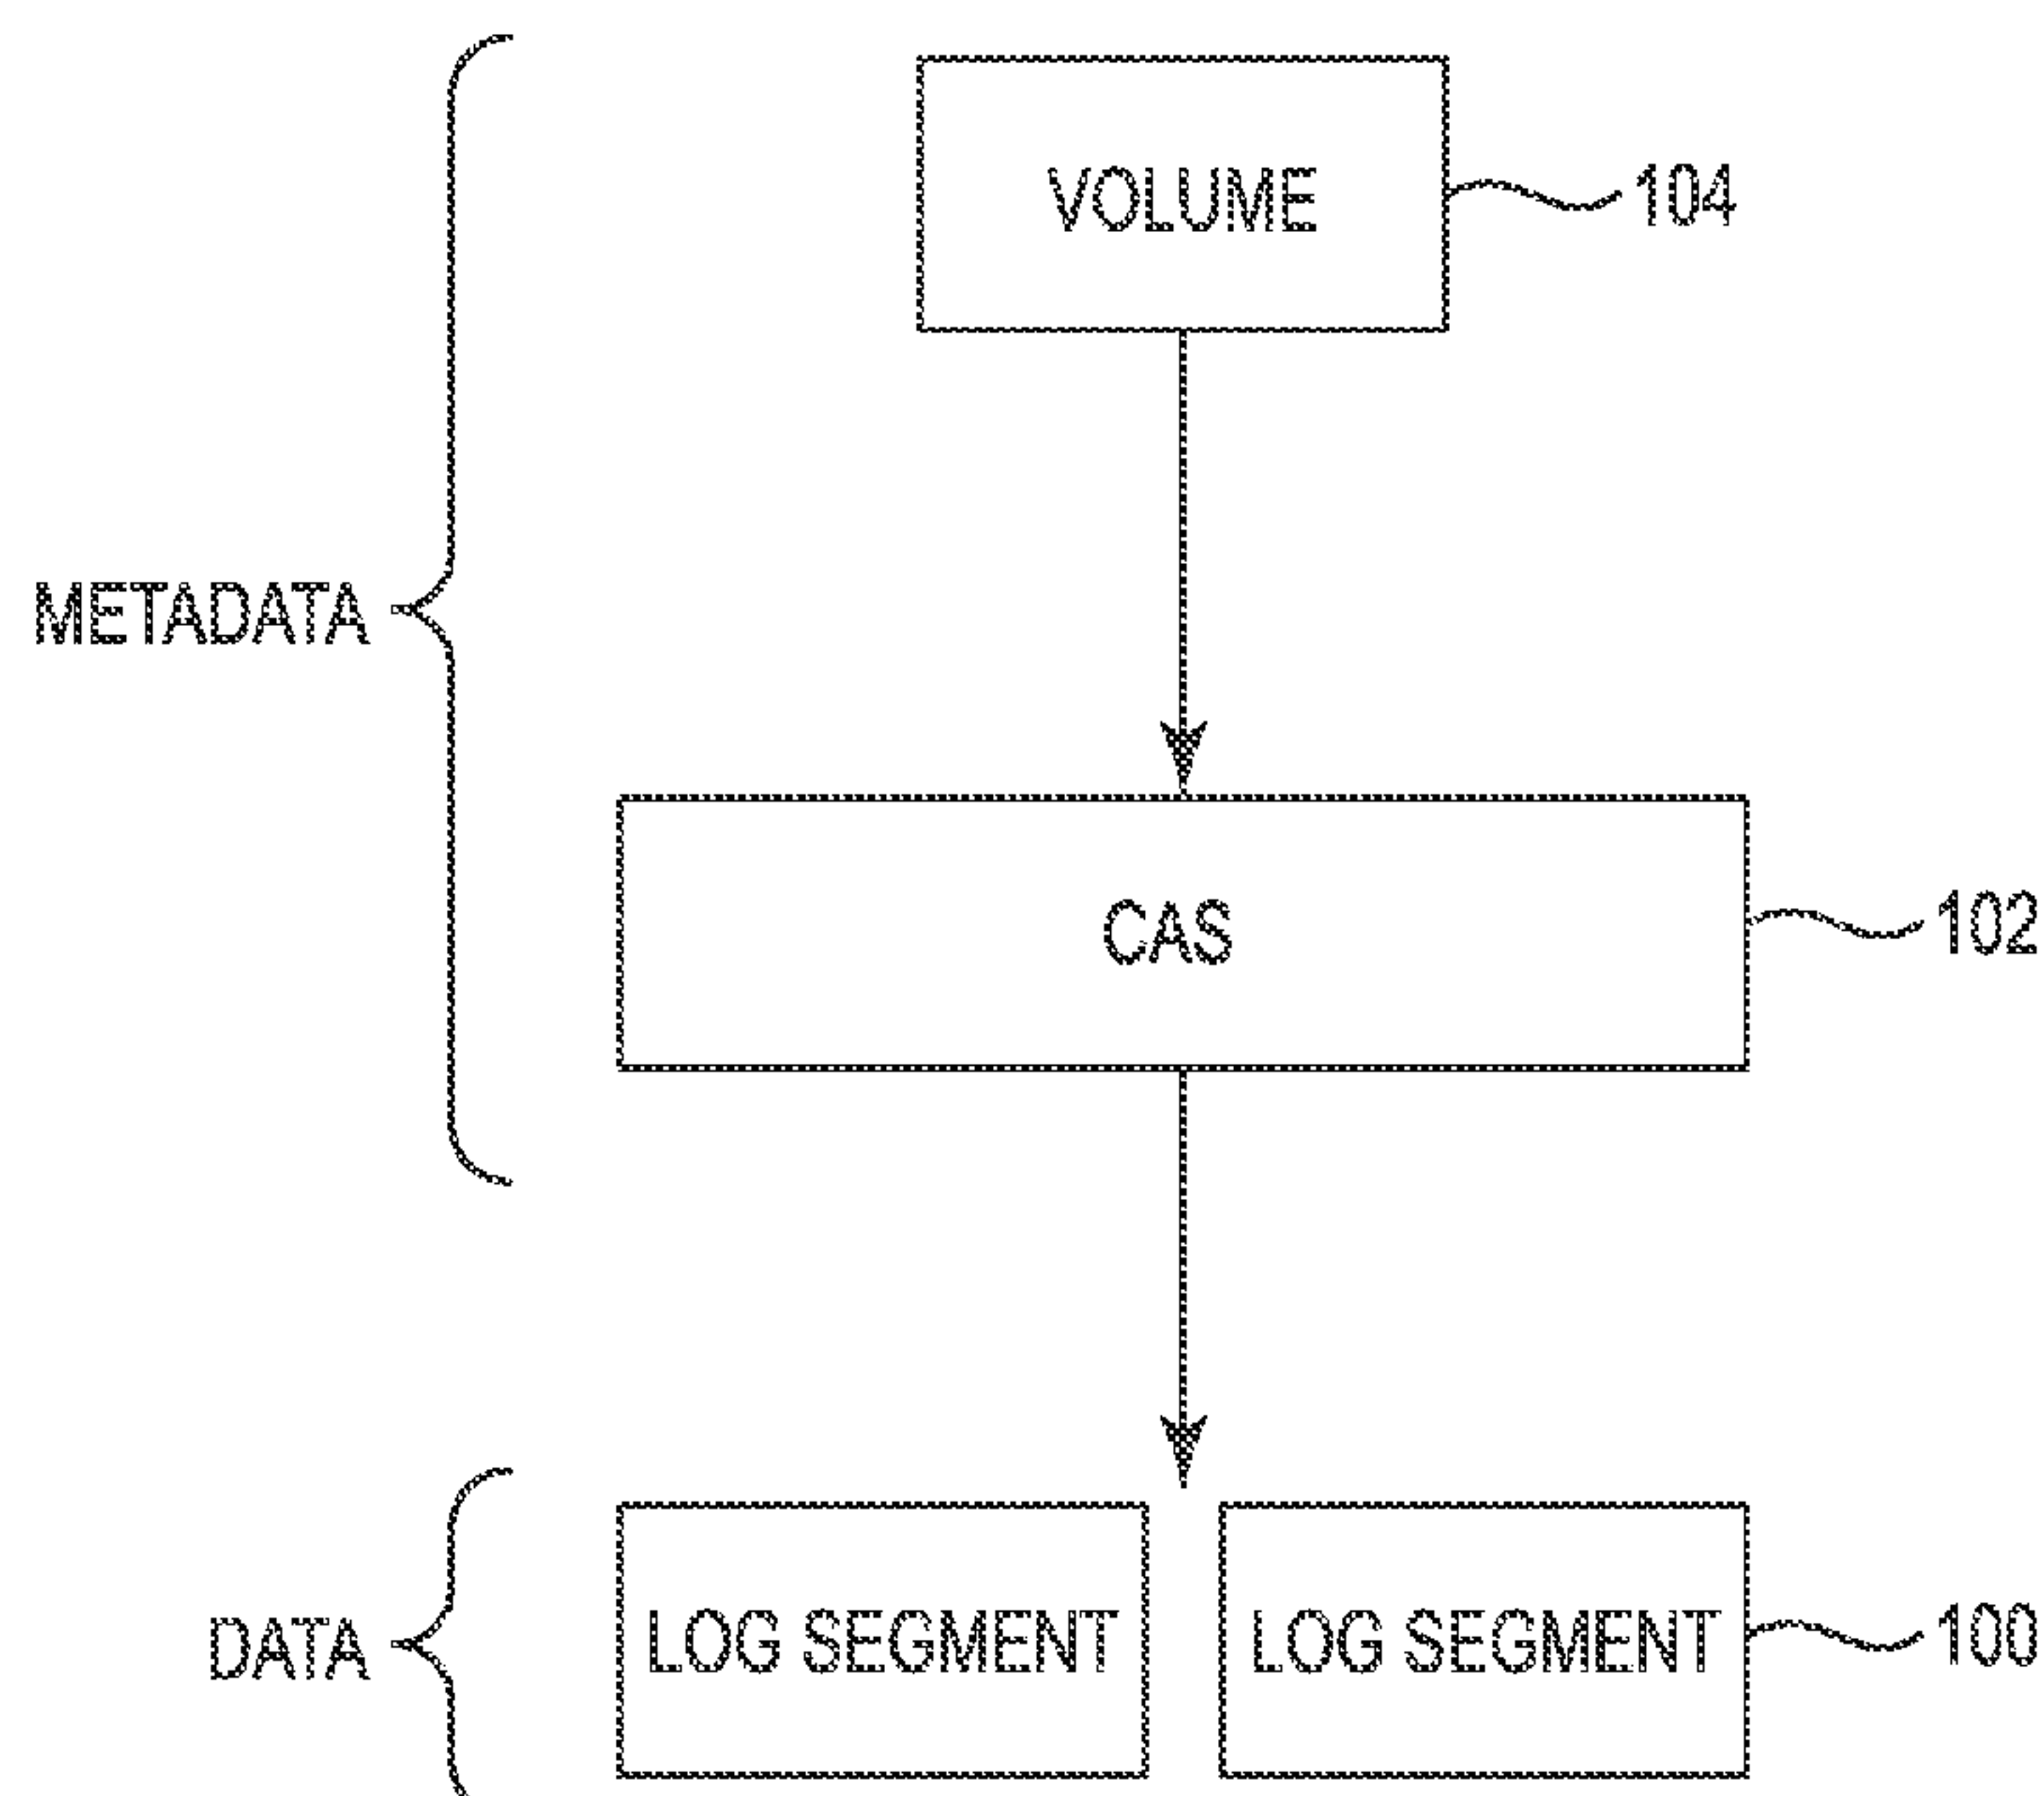 VOLUME
104
METADATA
CAS
102
DATA
LOG SEGMENT
LOG SEGMENT
100